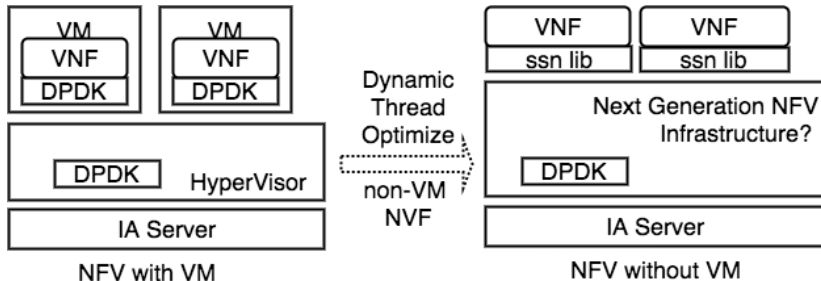 VM
VNF
DPDK
VM
VNF
DPDK
DPDK
HyperVisor
IA Server
NFV with VM
Dynamic
Thread
Optimize
non-VM
NVF
VNF
ssn lib
VNF
ssn lib
Next Generation NFV
Infrastructure?
DPDK
IA Server
NFV without VM